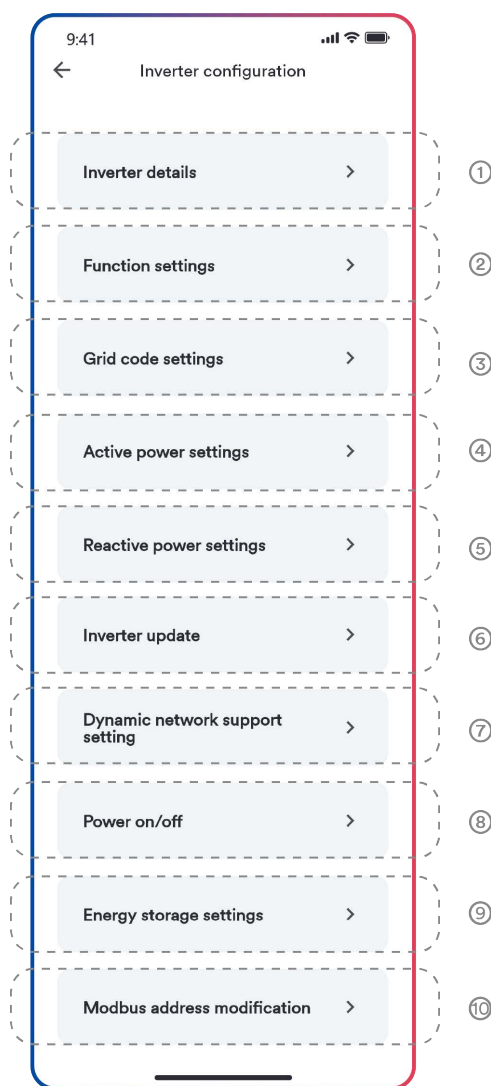 9:41
Inverter configuration
Inverter details
①
Function settings
②
Grid code settings
③
Active power settings
④
Reactive power settings
⑤
Inverter update
⑥
Dynamic network support
setting
⑦
Power on/off
⑧
Energy storage settings
⑨
Modbus address modification
⑩